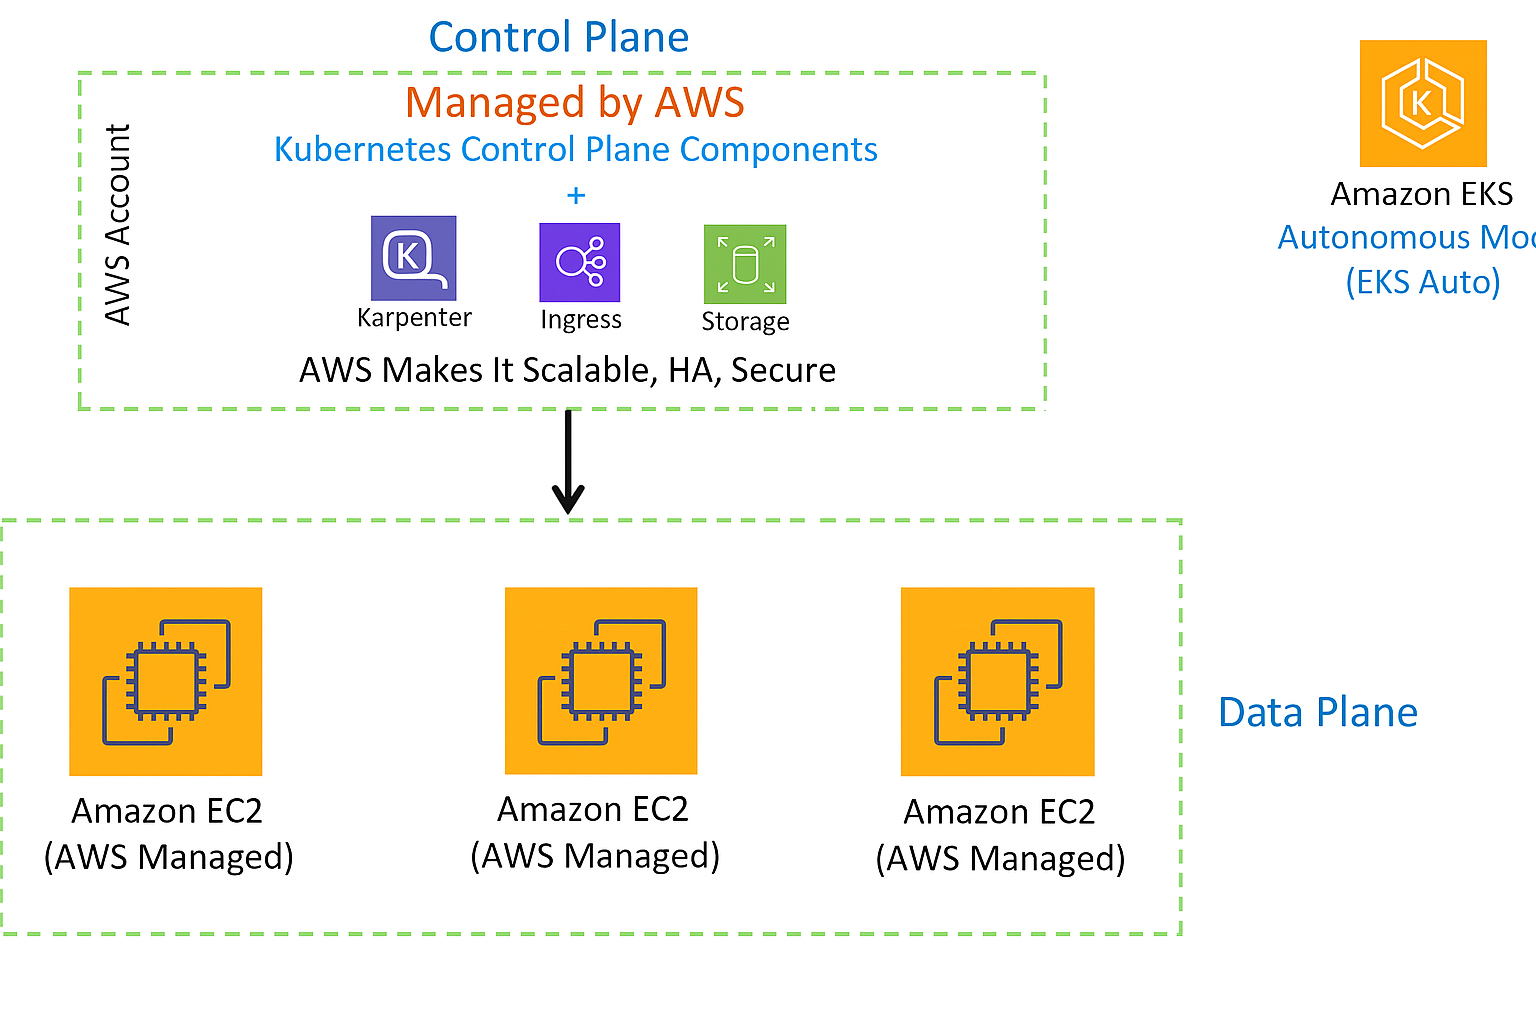 Control Plane
Managed by AWS
Kubernetes Control Plane Components
+
AWS Account
K
Karpenter
Ingress
Storage
AWS Makes It Scalable, HA, Secure
K
Amazon EKS
Autonomous
(EKS Auto)
Amazon EC2
(AWS Managed)
Amazon EC2
(AWS Managed)
Amazon EC2
(AWS Managed)
Data Plane